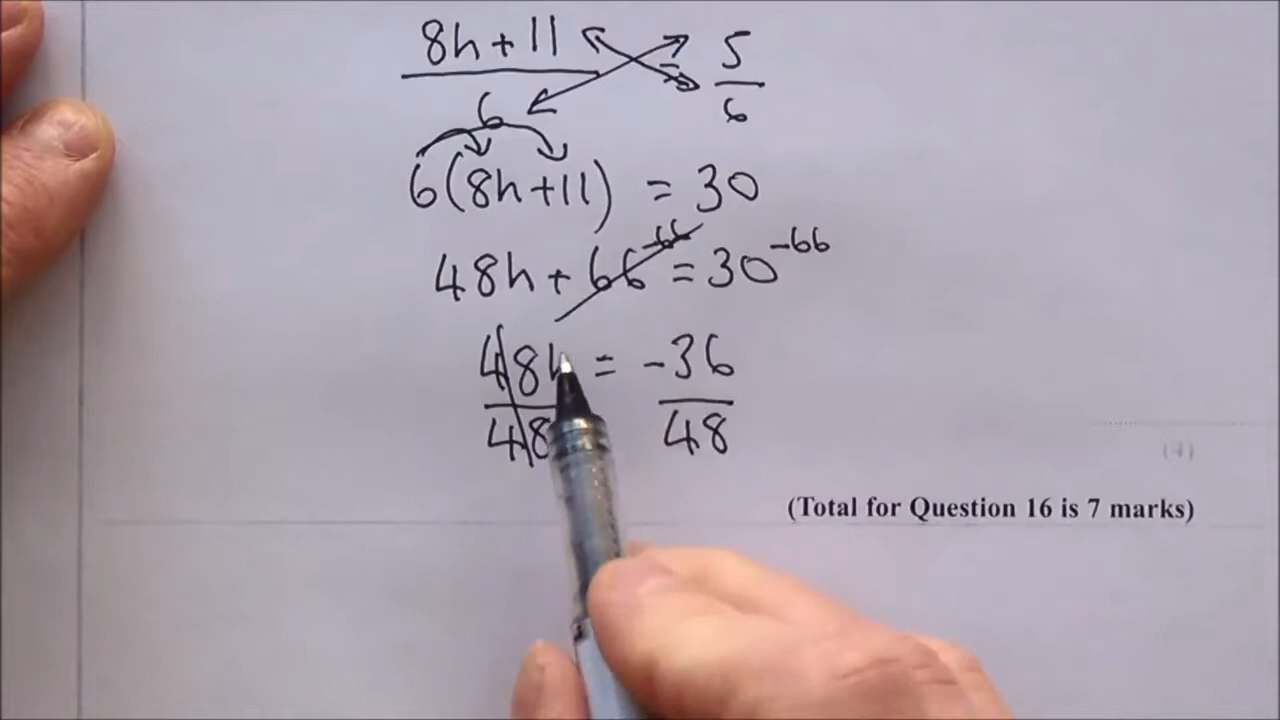 8h + 11 = 5
6 6
6(8h+11) = 30
48h + 66 -66 = 30 -66
48h = -36
48 48
(4)
(Total for Question 16 is 7 marks)